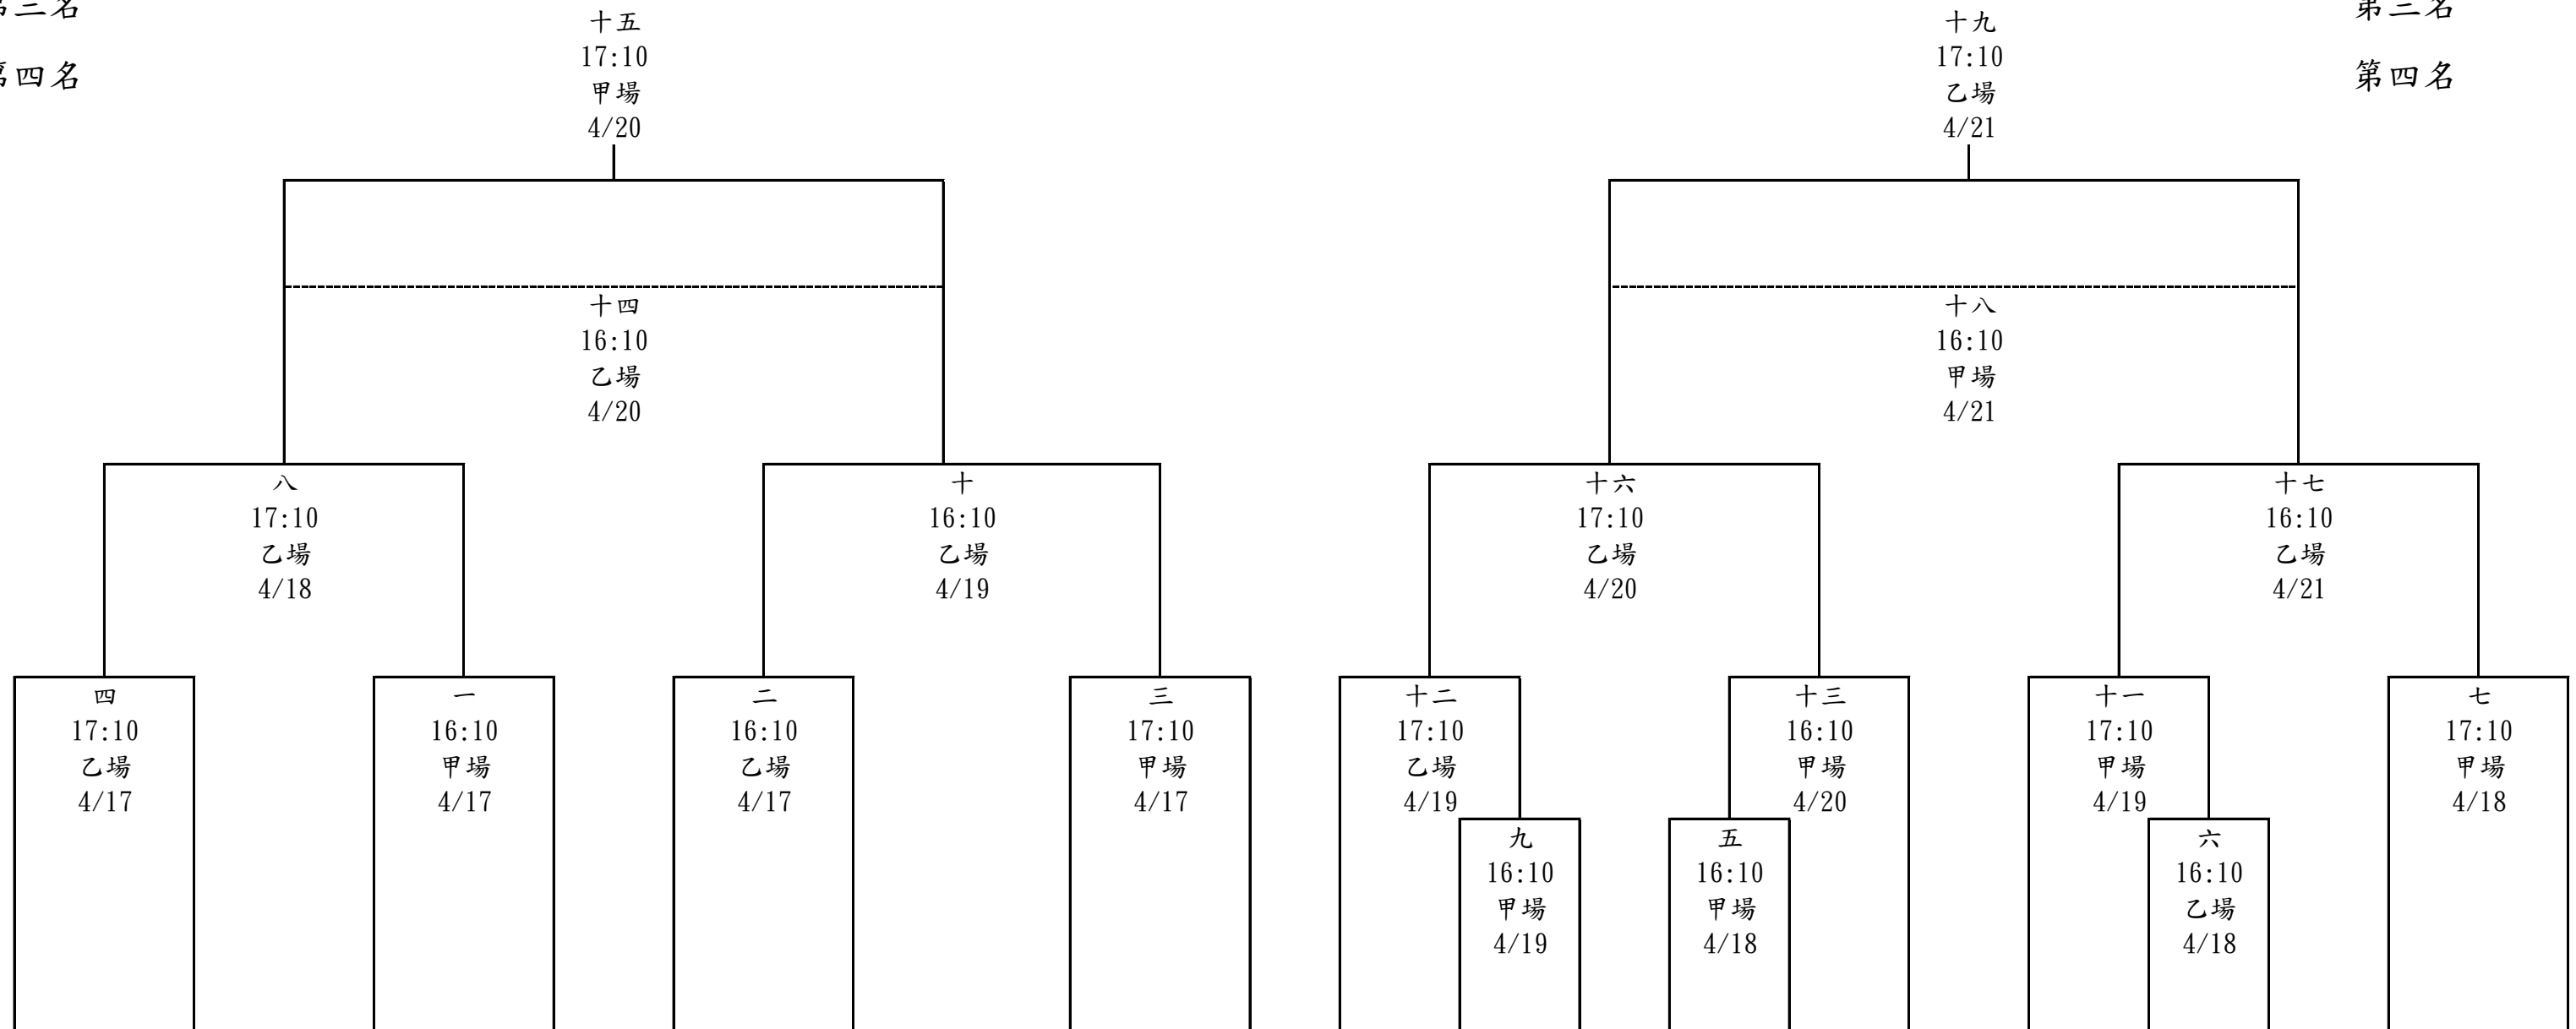 第三名
第四名
十五
17:10
甲場
4/20
十九
17:10
乙場
4/21
第三名
第四名
十四
16:10
乙場
4/20
十八
16:10
甲場
4/21
八
17:10
乙場
4/18
十
16:10
乙場
4/19
十六
17:10
乙場
4/20
十七
16:10
乙場
4/21
四
17:10
乙場
4/17
一
16:10
甲場
4/17
二
16:10
乙場
4/17
三
17:10
甲場
4/17
十二
17:10
乙場
4/19
十三
16:10
甲場
4/20
十一
17:10
甲場
4/19
七
17:10
甲場
4/18
九
16:10
甲場
4/19
五
16:10
甲場
4/18
六
16:10
乙場
4/18